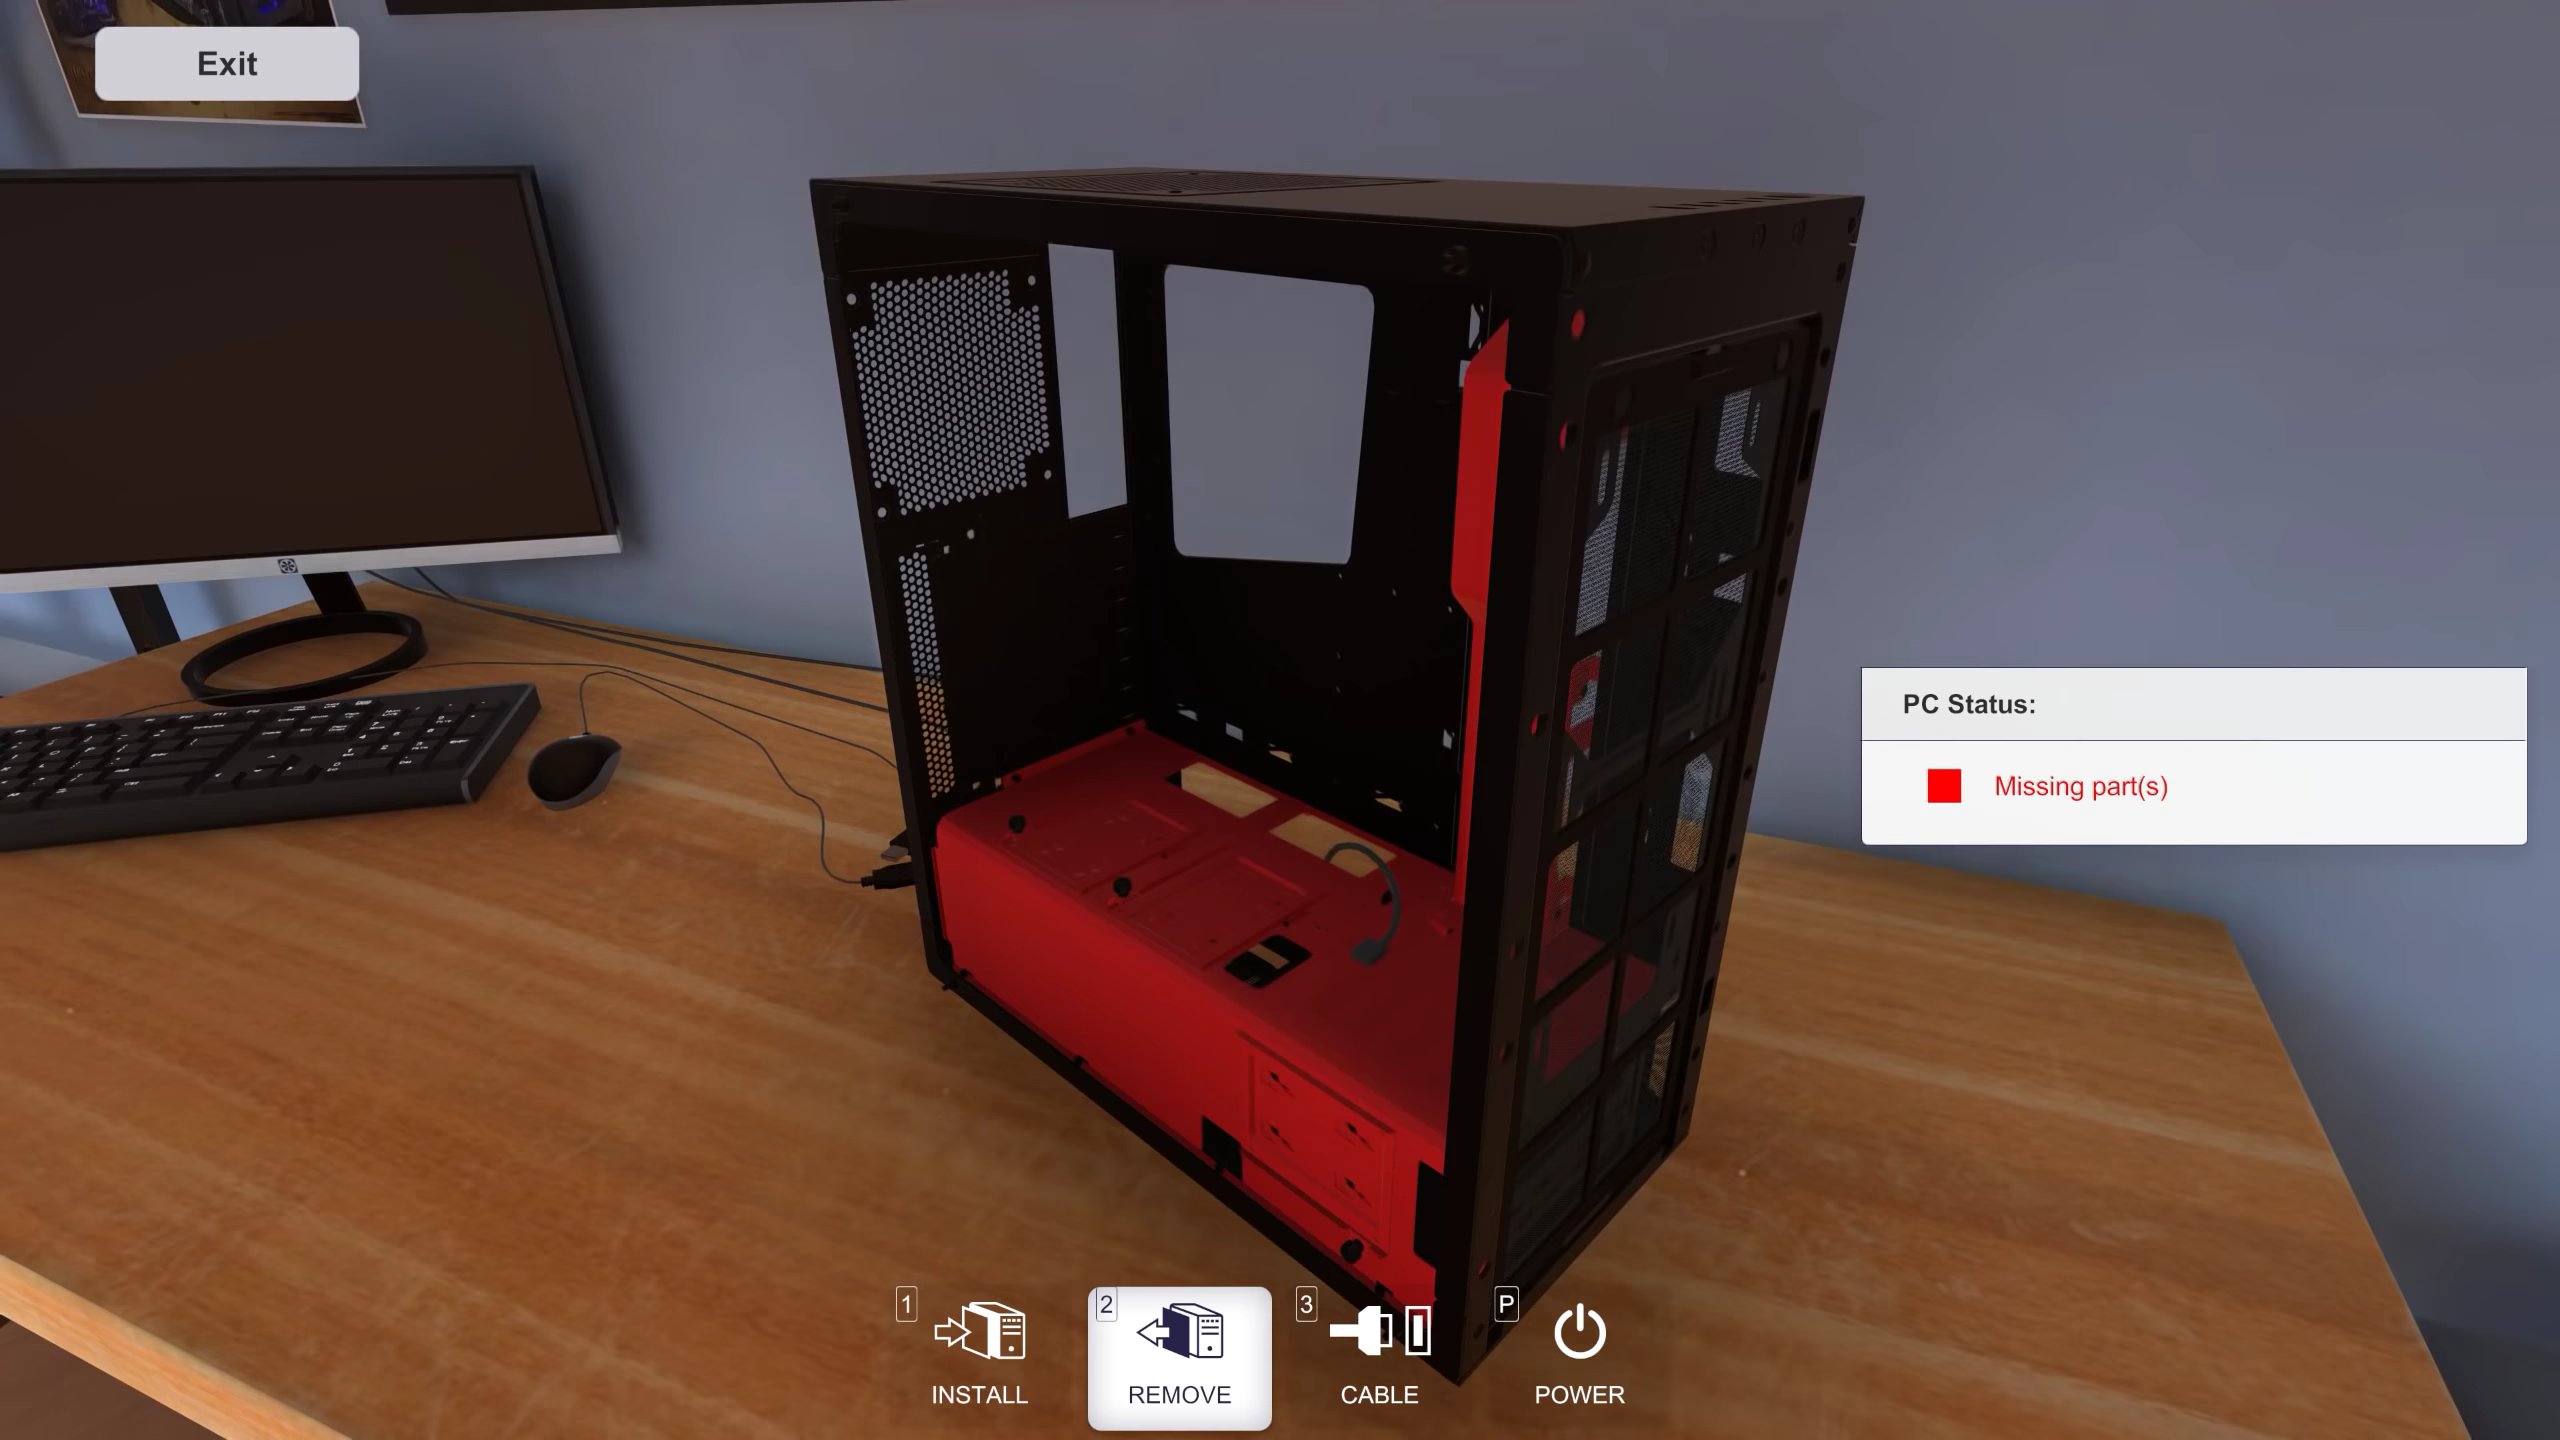 Exit
PC Status:
Missing part(s)
1
INSTALL
2
REMOVE
3
CABLE
P
POWER